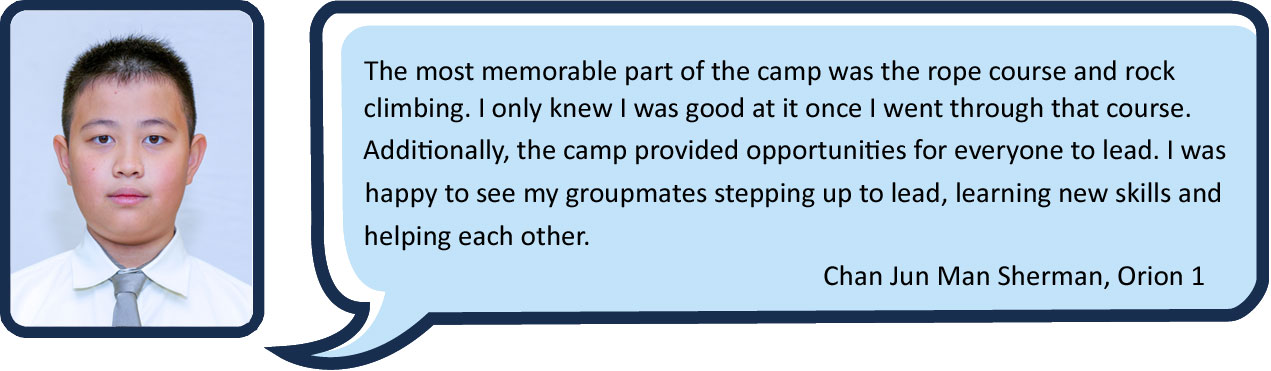 The most memorable part of the camp was the rope course and rock
climbing. I only knew I was good at it once I went through that course.
Additionally, the camp provided opportunities for everyone to lead. I was
happy to see my groupmates stepping up to lead, learning new skills and
helping each other.
Chan Jun Man Sherman, Orion 1